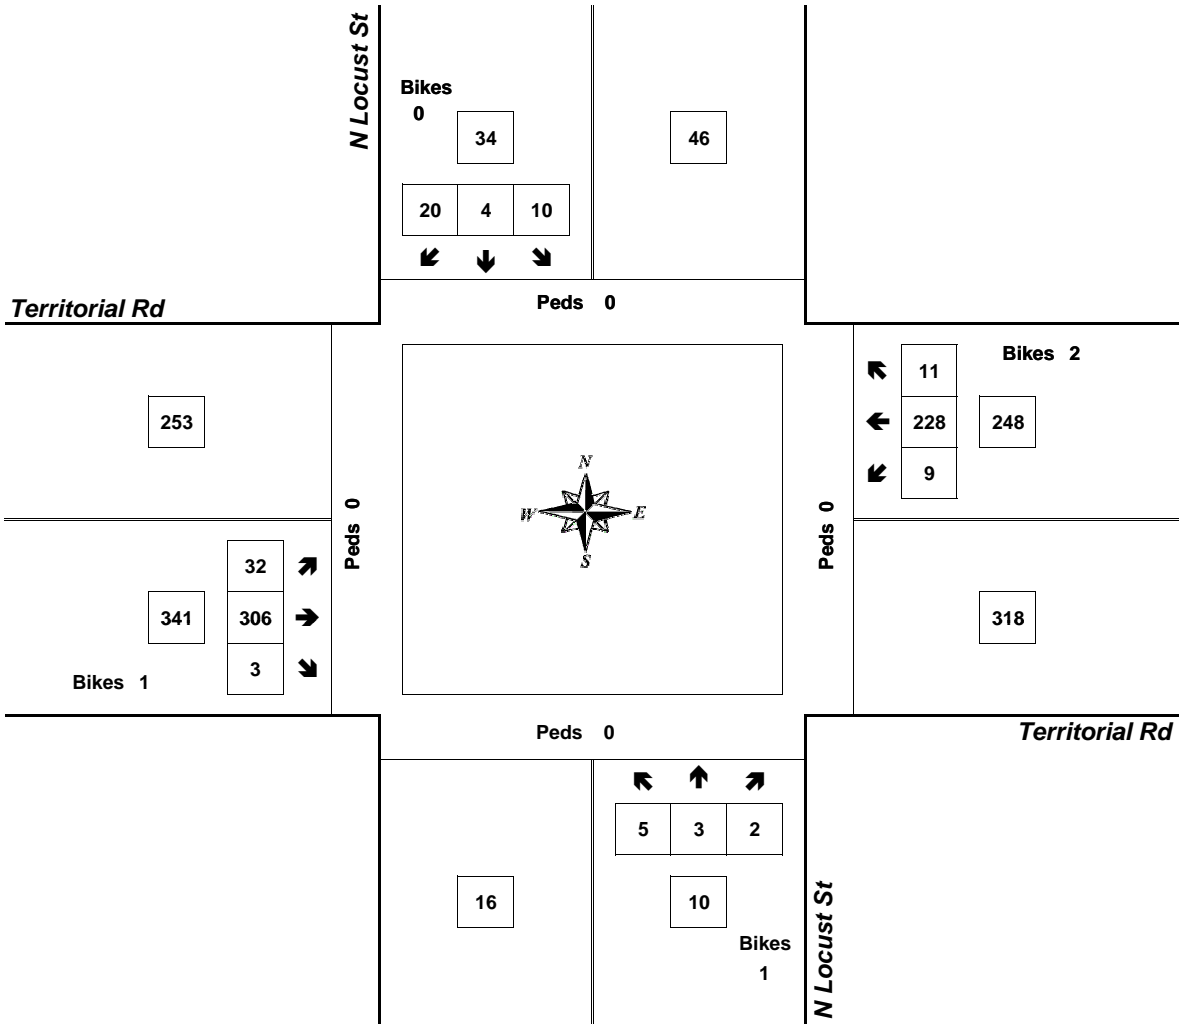 N Locust St
Bikes
0
34
46
20 4 10
Peds 0
Territorial Rd
Bikes 2
11
228
9
248
253
N
W E
S
Peds 0
Peds 0
32
306
3
341
Bikes 1
318
Peds 0
Territorial Rd
5 3 2
16
10
Bikes
1
N Locust St